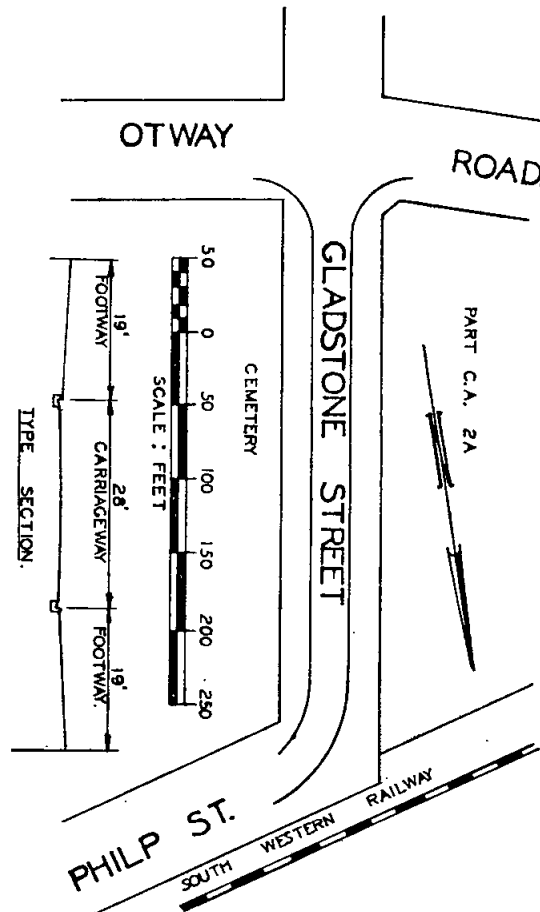 OTWAY ROAD
GLADSTONE STREET
PART C.A. 2A
CEMETERY
50 0 50 100 150 200 250
SCALE : FEET
19' 28' 19'
FOOTWAY CARRIAGEWAY FOOTWAY.
TYPE SECTION.
PHILP ST.
SOUTH WESTERN RAILWAY